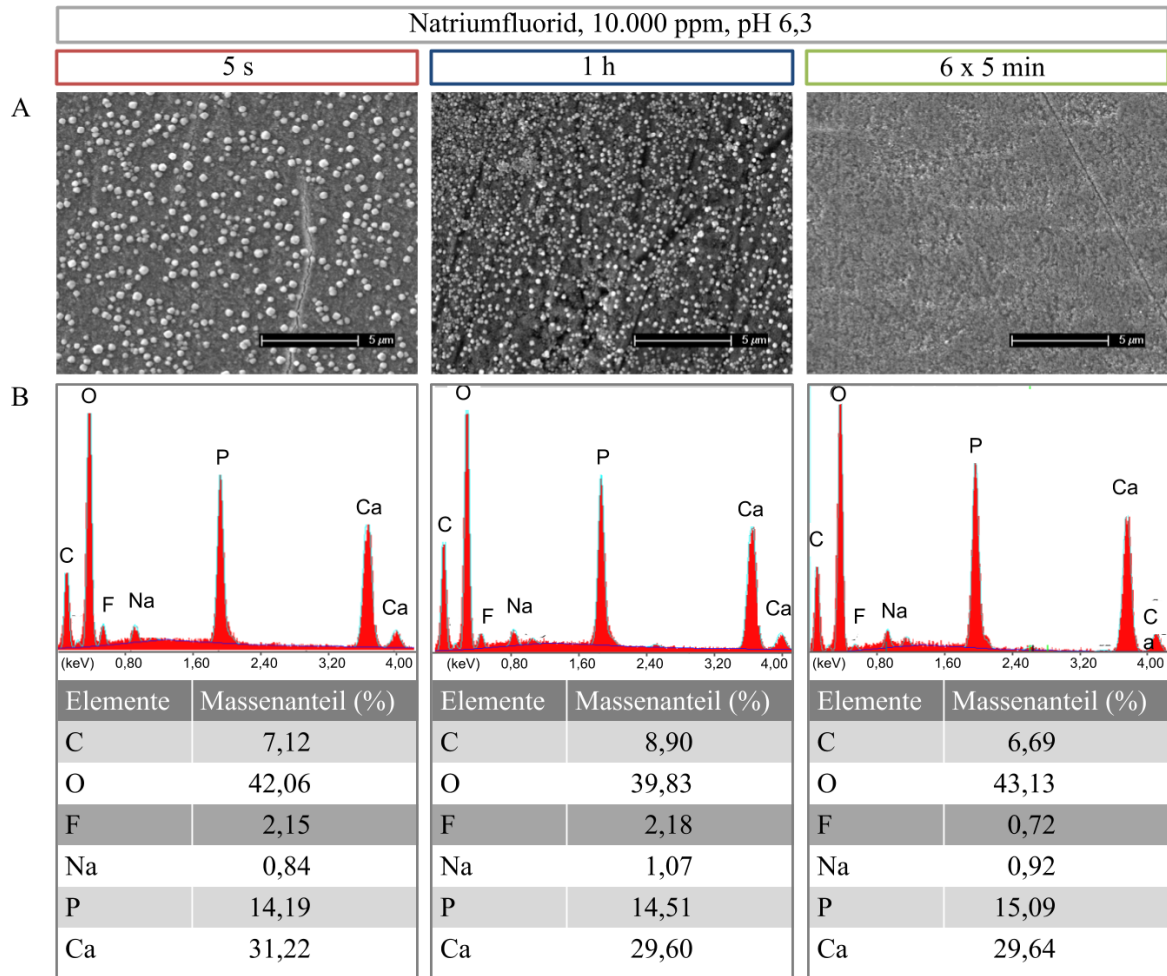 Natriumfluorid, 10.000 ppm, pH 6,3
5 s
1 h
6 x 5 min
A
5 µm
5 µm
5 µm
B
C
O
F
Na
P
Ca
Ca
(keV) 0,80 1,60 2,40 3,20 4,00
C
O
F
Na
P
Ca
Ca
(keV) 0,80 1,60 2,40 3,20 4,00
C
O
F
Na
P
Ca
C
a
(keV) 0,80 1,60 2,40 3,20 4,00
Elemente Massenanteil (%)
C 7,12
O 42,06
F 2,15
Na 0,84
P 14,19
Ca 31,22
Elemente Massenanteil (%)
C 8,90
O 39,83
F 2,18
Na 1,07
P 14,51
Ca 29,60
Elemente Massenanteil (%)
C 6,69
O 43,13
F 0,72
Na 0,92
P 15,09
Ca 29,64